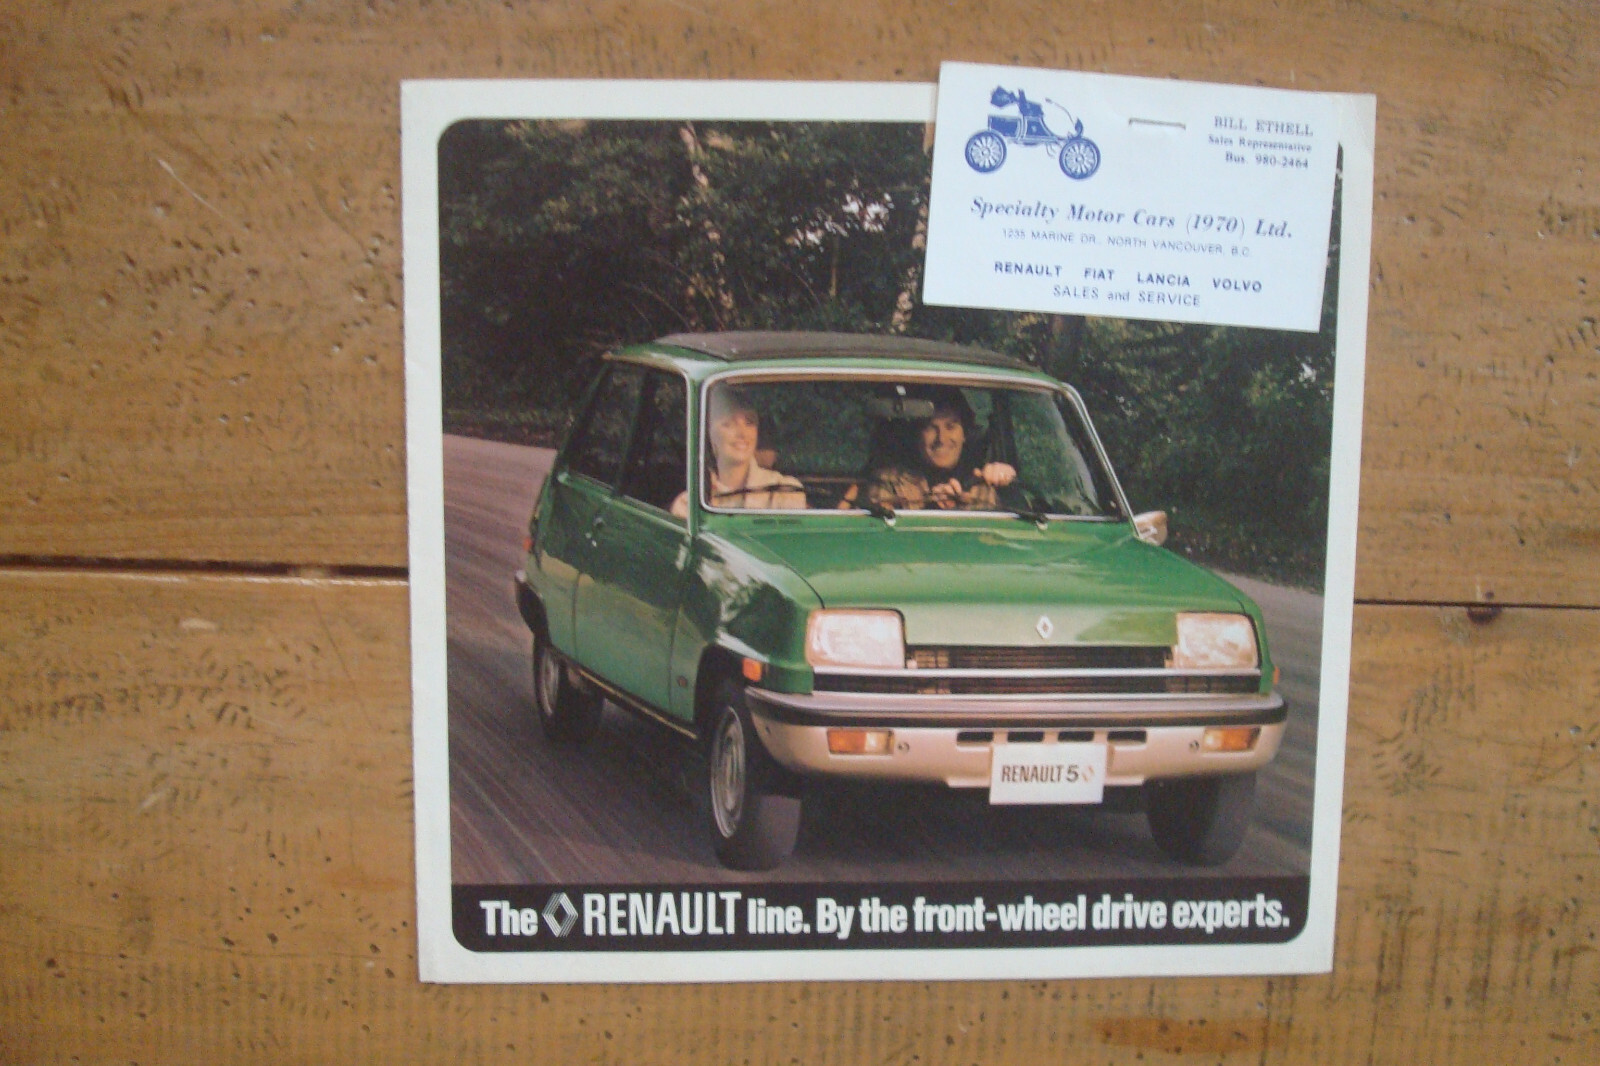 BILL ETHELL
Sales Representative
Bus. 980-2464
Specialty Motor Cars (1970) Ltd.
1235 MARINE DR., NORTH VANCOUVER, B.C.
RENAULT FIAT LANCIA VOLVO
SALES and SERVICE
RENAULT 5
The RENAULT line. By the front-wheel drive experts.